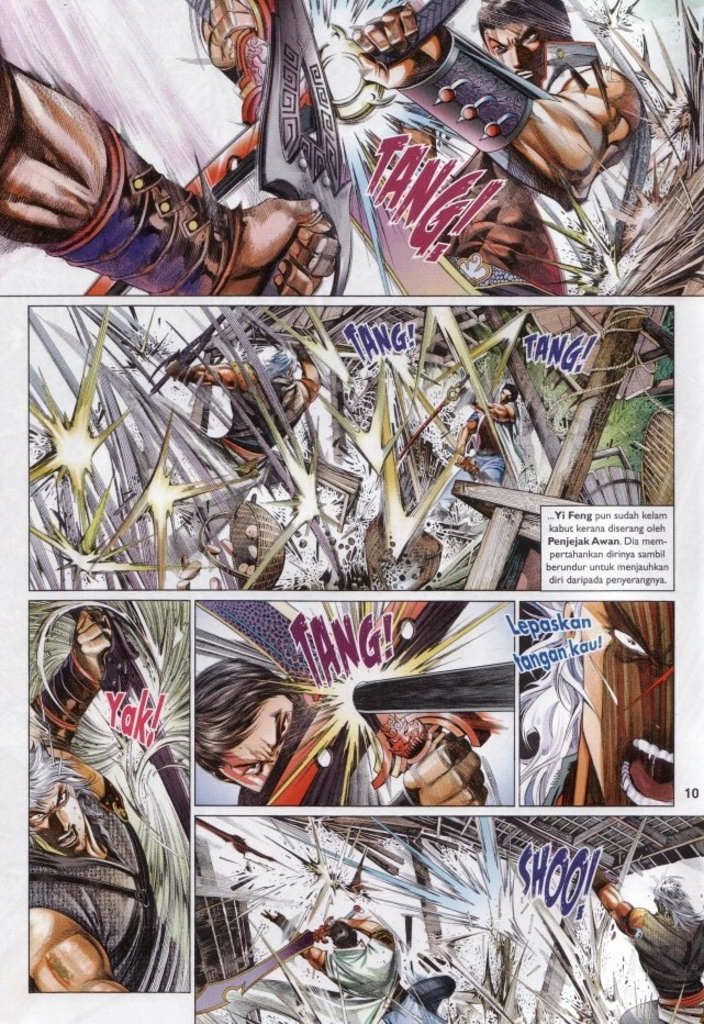 TANG!
TANG!
TANG!
...Yi Feng pun sudah kelam
kabut kerana diserang oleh
Penjejak Awan. Dia mem-
pertahankan dirinya sambil
berundur untuk menjauhkan
diri daripada penyerangnya.
Yak!
TANG!
Lepaskan
tangan kau!
10
SHOO!